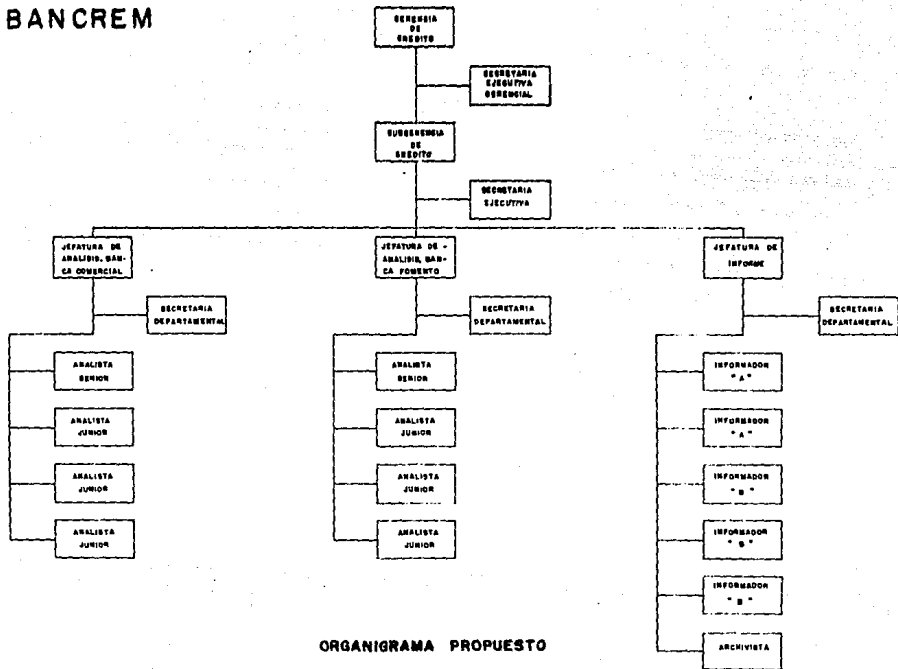 BANCREM
GERENCIA
DE
CREDITO
SECRETARIA
EJECUTIVA
GERENCIAL
SUBGERENCIA
DE
CREDITO
SECRETARIA
EJECUTIVA
JEFATURA DE
ANALISIS, BAN-
CA COMERCIAL
JEFATURA DE -
ANALISIS, BAN-
CA FOMENTO
JEFATURA DE
INFORME
SECRETARIA
DEPARTAMENTAL
SECRETARIA
DEPARTAMENTAL
SECRETARIA
DEPARTAMENTAL
ANALISTA
SENIOR
ANALISTA
SENIOR
INFORMADOR
" A "
ANALISTA
JUNIOR
ANALISTA
JUNIOR
INFORMADOR
" A "
ANALISTA
JUNIOR
ANALISTA
JUNIOR
INFORMADOR
" B "
ANALISTA
JUNIOR
ANALISTA
JUNIOR
INFORMADOR
" B "
INFORMADOR
" B "
ARCHIVISTA
ORGANIGRAMA PROPUESTO